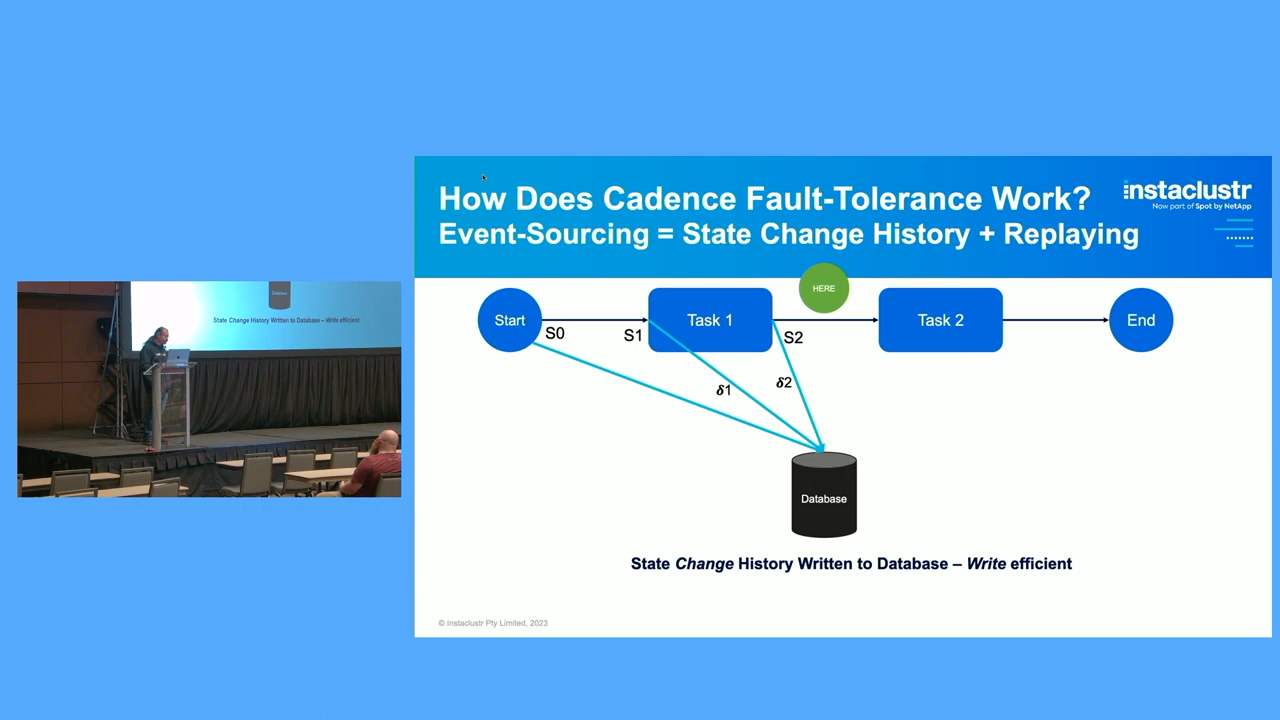 How Does Cadence Fault-Tolerance Work?
Event-Sourcing = State Change History + Replaying
instaclustr
Now part of Spot by NetApp
HERE
Start
S0
S1
Task 1
S2
Task 2
End
δ1
δ2
Database
State Change History Written to Database – Write efficient
© Instaclustr Pty Limited, 2023
Database
State Change History Written to Database – Write efficient